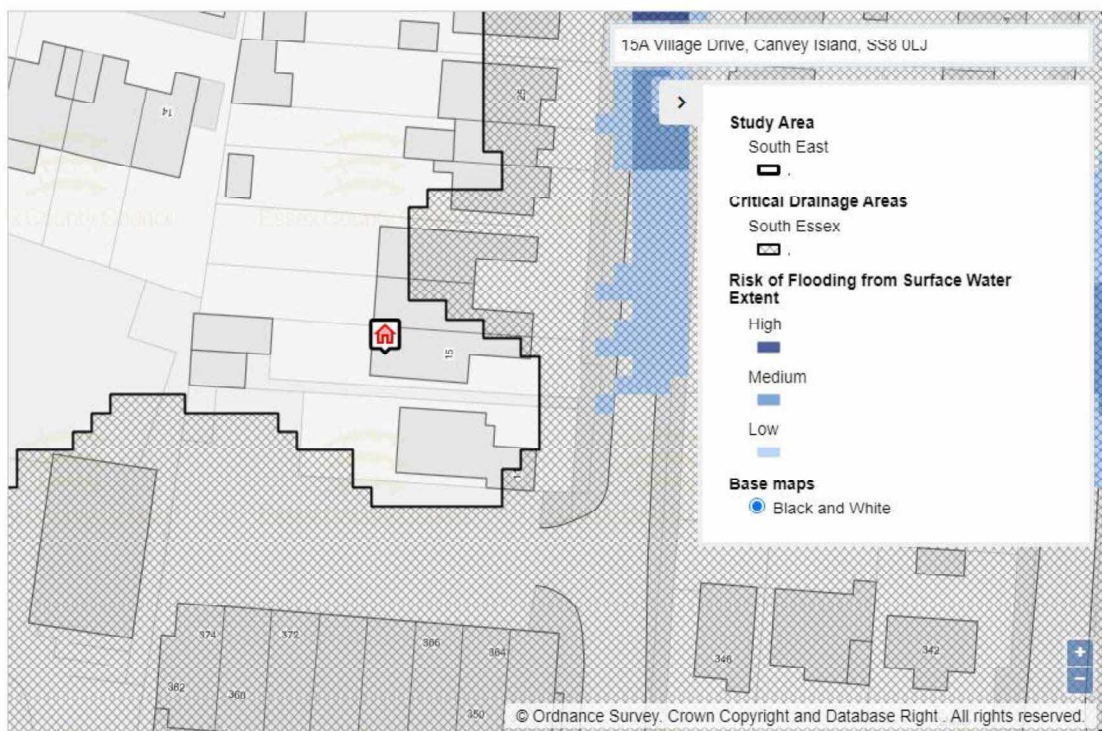 15A Village Drive, Canvey Island, SS8 0LJ
Study Area
South East
.
Critical Drainage Areas
South Essex
.
Risk of Flooding from Surface Water
Extent
High
Medium
Low
Base maps
Black and White
14
25
15
Essex County Council
374
372
366
364
362
360
350
346
342
+
−
© Ordnance Survey. Crown Copyright and Database Right . All rights reserved.